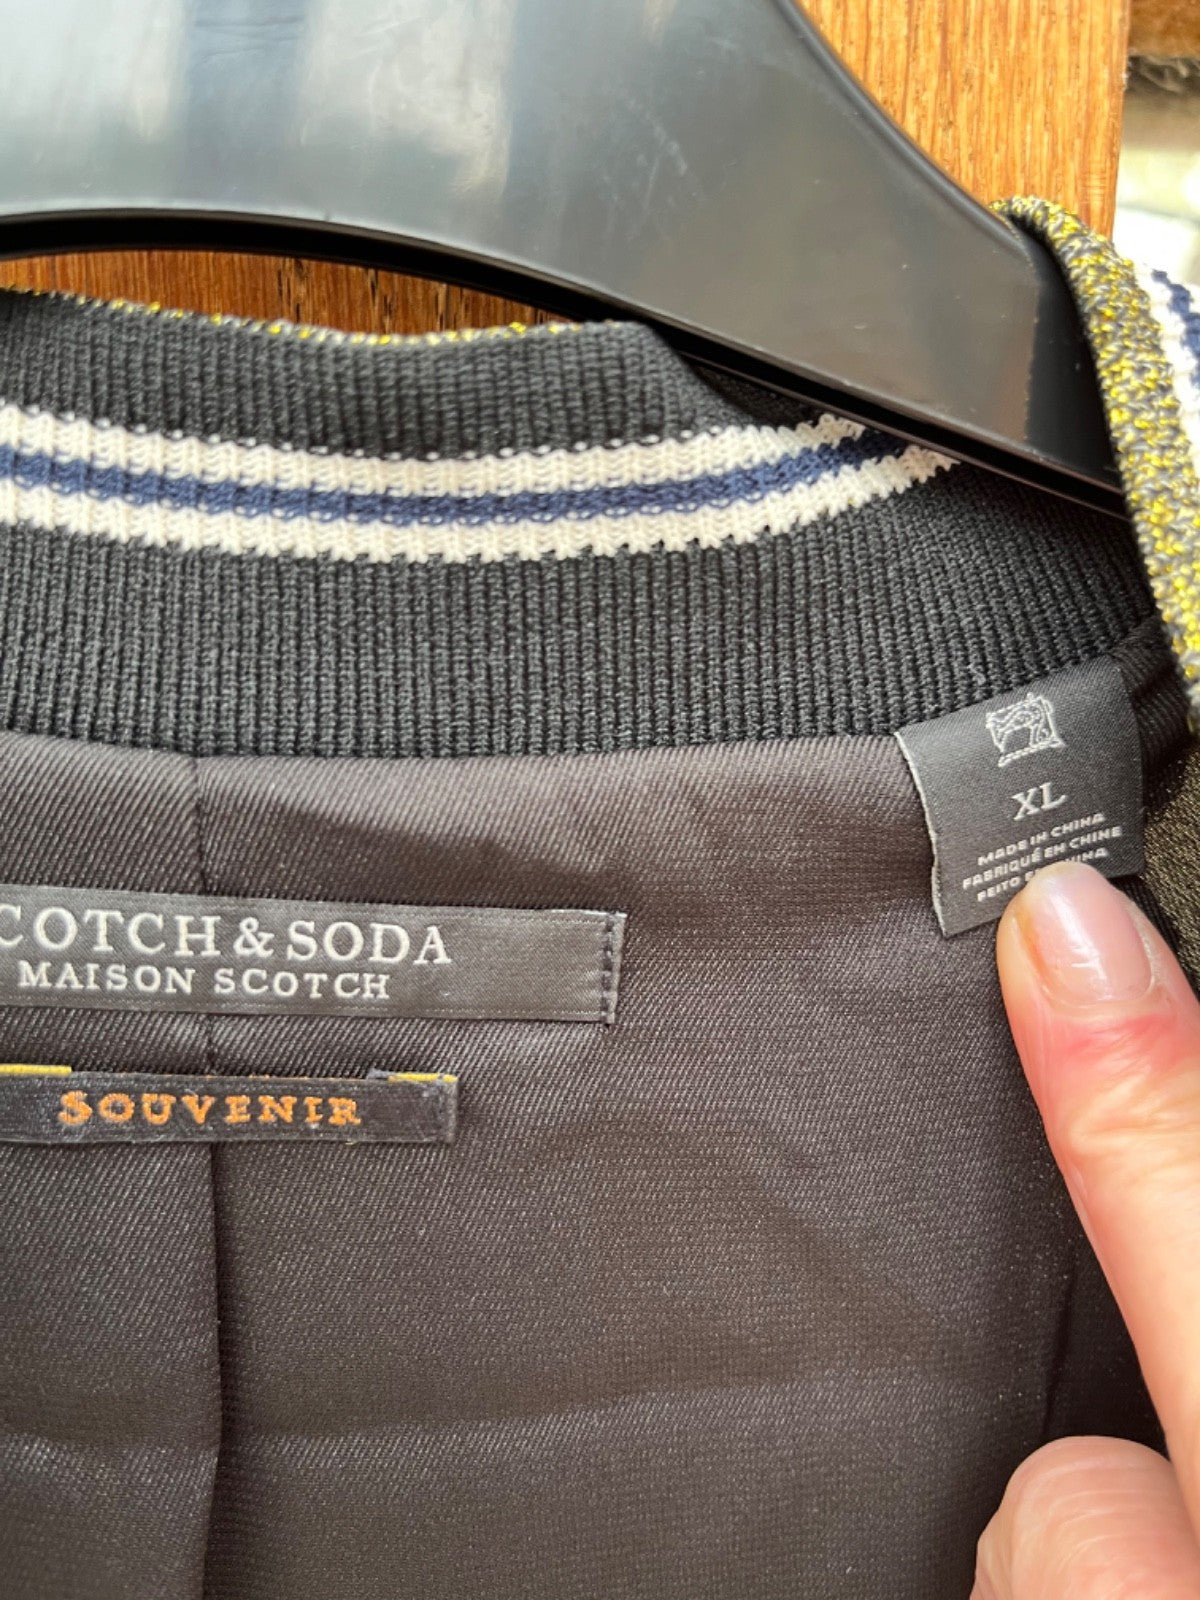 XL
MADE IN CHINA
FABRIQUÉ EN CHINE
FEITO
COTCH & SODA
MAISON SCOTCH
SOUVENIR